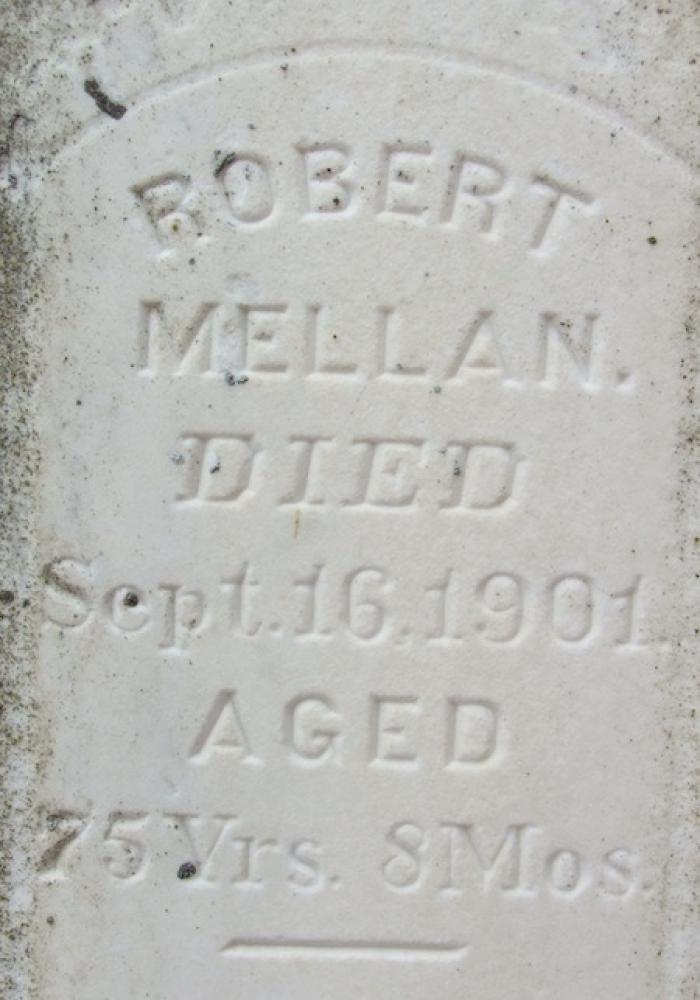 ROBERT
MELLAN.
DIED
Sept. 16, 1901.
AGED
75 Yrs. 8 Mos.